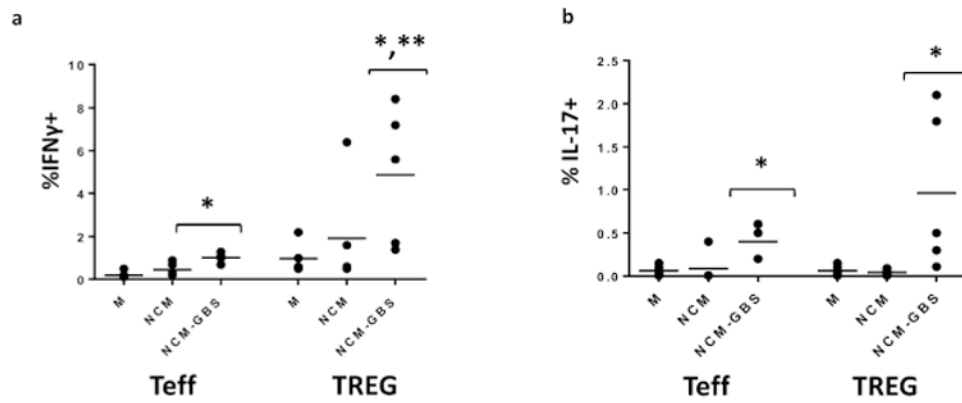 a
*,**
10
8
6
4
2
0
%IFNγ+
*
M
NCM
NCM-GBS
M
NCM
NCM-GBS
Teff
TREG
b
*
2.5
2.0
1.5
1.0
0.5
0.0
% IL-17+
*
M
NCM
NCM-GBS
M
NCM
NCM-GBS
Teff
TREG